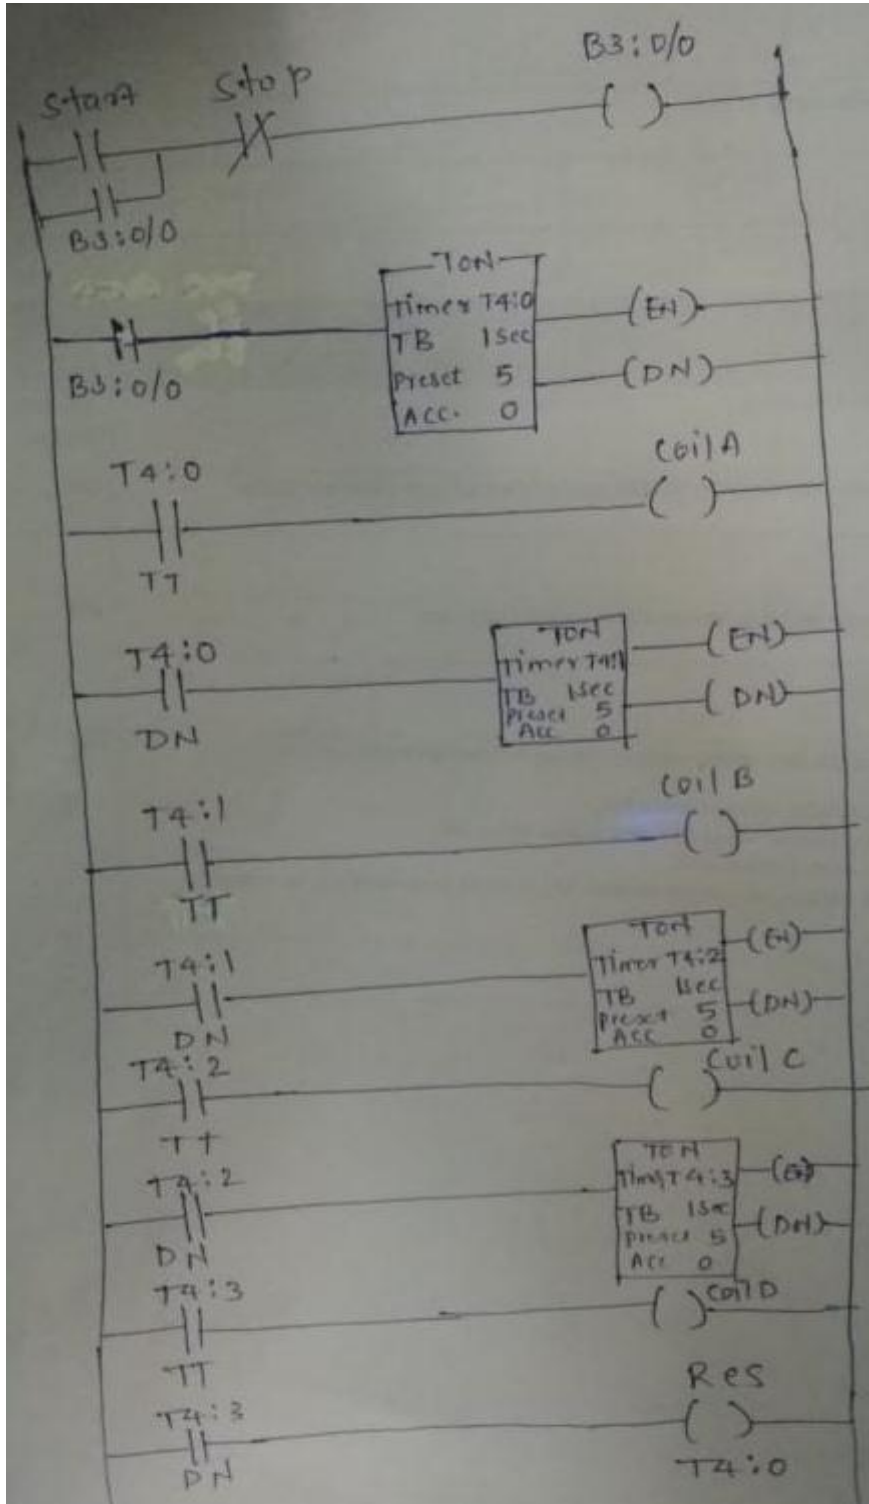 B3:0/0
Start Stop
B3:0/0
TON
Timer T4:0
TB 1sec
Preset 5
Acc. 0
(EN)
(DN)
B3:0/0
Coil A
T4:0
TT
T4:0
DN
TON
Timer T4:1
TB 1sec
Preset 5
Acc 0
(EN)
(DN)
Coil B
T4:1
TT
T4:1
DN
TON
Timer T4:2
TB 1sec
Preset 5
Acc 0
(EN)
(DN)
Coil C
T4:2
TT
T4:2
DN
TON
Tim T4:3
TB 1sec
Preset 5
Acc 0
(EN)
(DN)
Coil D
T4:3
TT
Res
T4:3
DN
T4:0